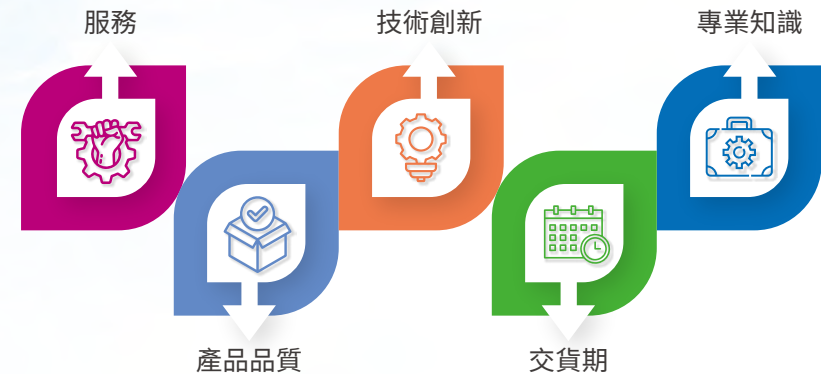 服務
技術創新
專業知識
產品品質
交貨期